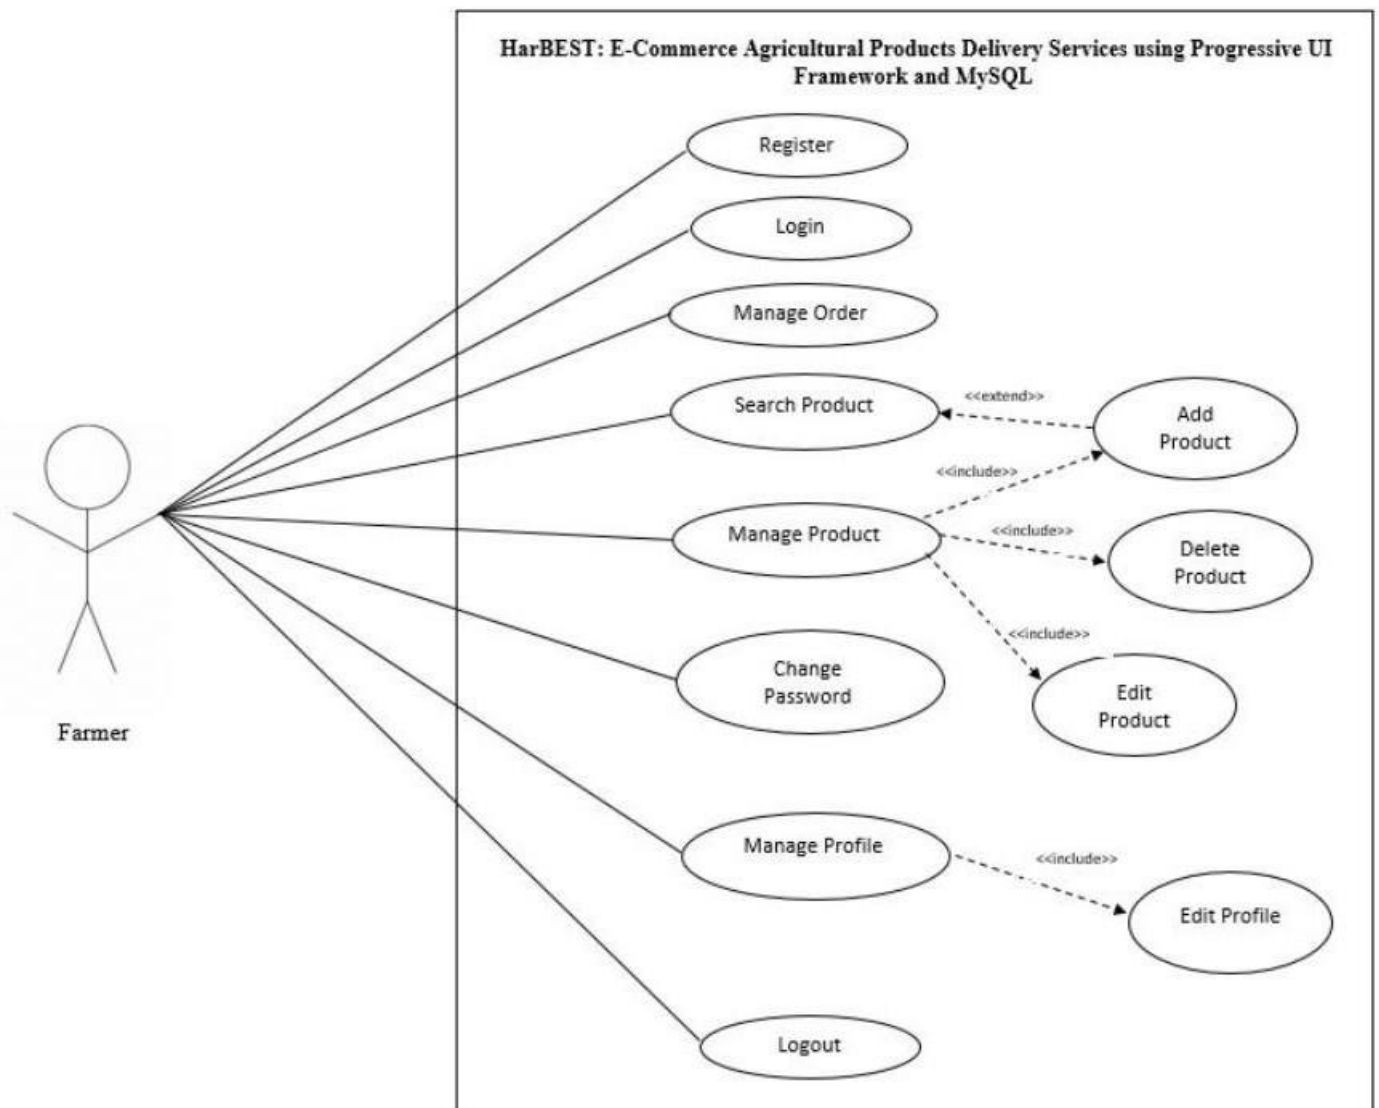 HarBEST: E-Commerce Agricultural Products Delivery Services using Progressive UI
Framework and MySQL
Register
Login
Manage Order
Search Product
<<extend>>
Add
Product
<<include>>
Manage Product
<<include>>
Delete
Product
<<include>>
Change
Password
Edit
Product
Farmer
Manage Profile
<<include>>
Edit Profile
Logout